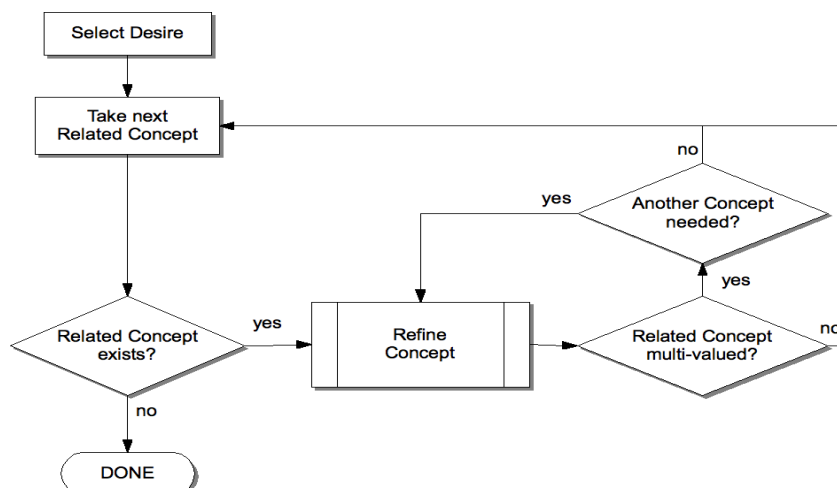 Select Desire
Take next
Related Concept
no
Another Concept
needed?
yes
yes
Related Concept
exists?
yes
Refine
Concept
Related Concept
multi-valued?
no
no
DONE